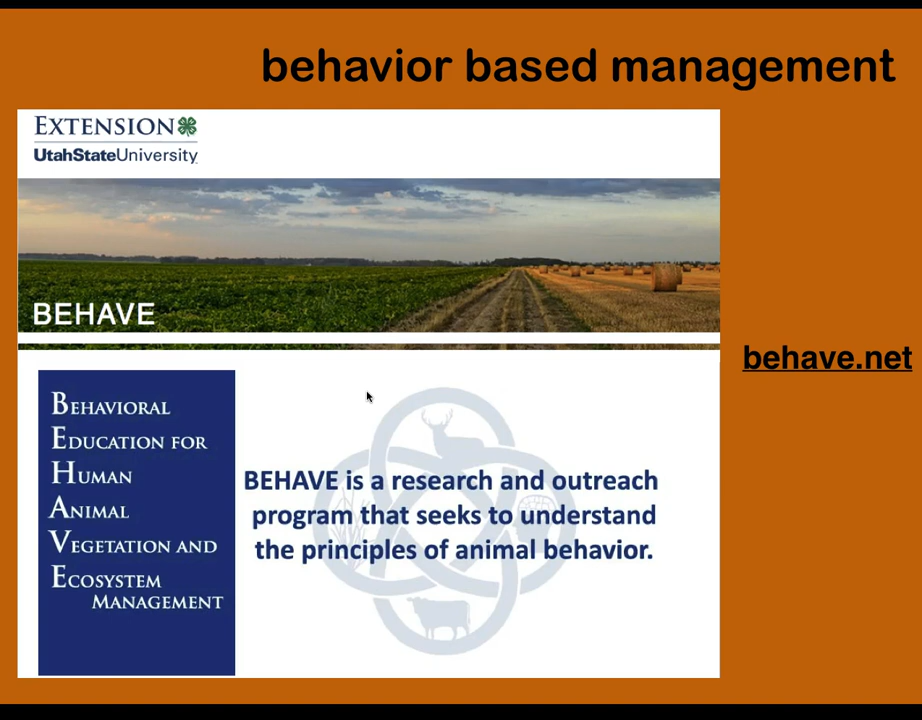 behavior based management
EXTENSION
UtahStateUniversity
BEHAVE
behave.net
BEHAVIORAL
EDUCATION FOR
HUMAN
ANIMAL
VEGETATION AND
ECOSYSTEM
MANAGEMENT
BEHAVE is a research and outreach
program that seeks to understand
the principles of animal behavior.